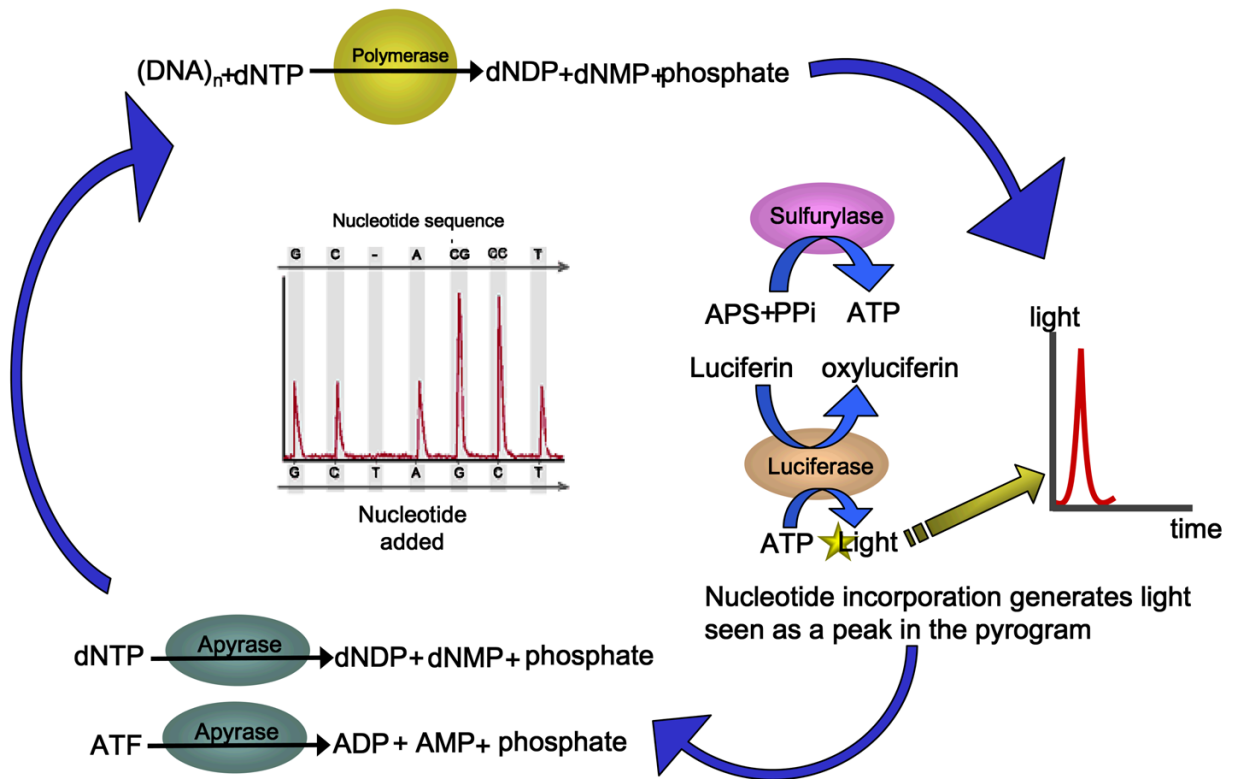 Polymerase
(DNA)n+dNTP dNDP+dNMP+phosphate
Nucleotide sequence
G C - A CG CC T
G C T A G C T
Nucleotide
added
Sulfurylase
APS+PPi ATP
Luciferin oxyluciferin
Luciferase
ATP Light
light
time
Nucleotide incorporation generates light
seen as a peak in the pyrogram
Apyrase
dNTP dNDP+dNMP+ phosphate
Apyrase
ATF ADP+ AMP+ phosphate